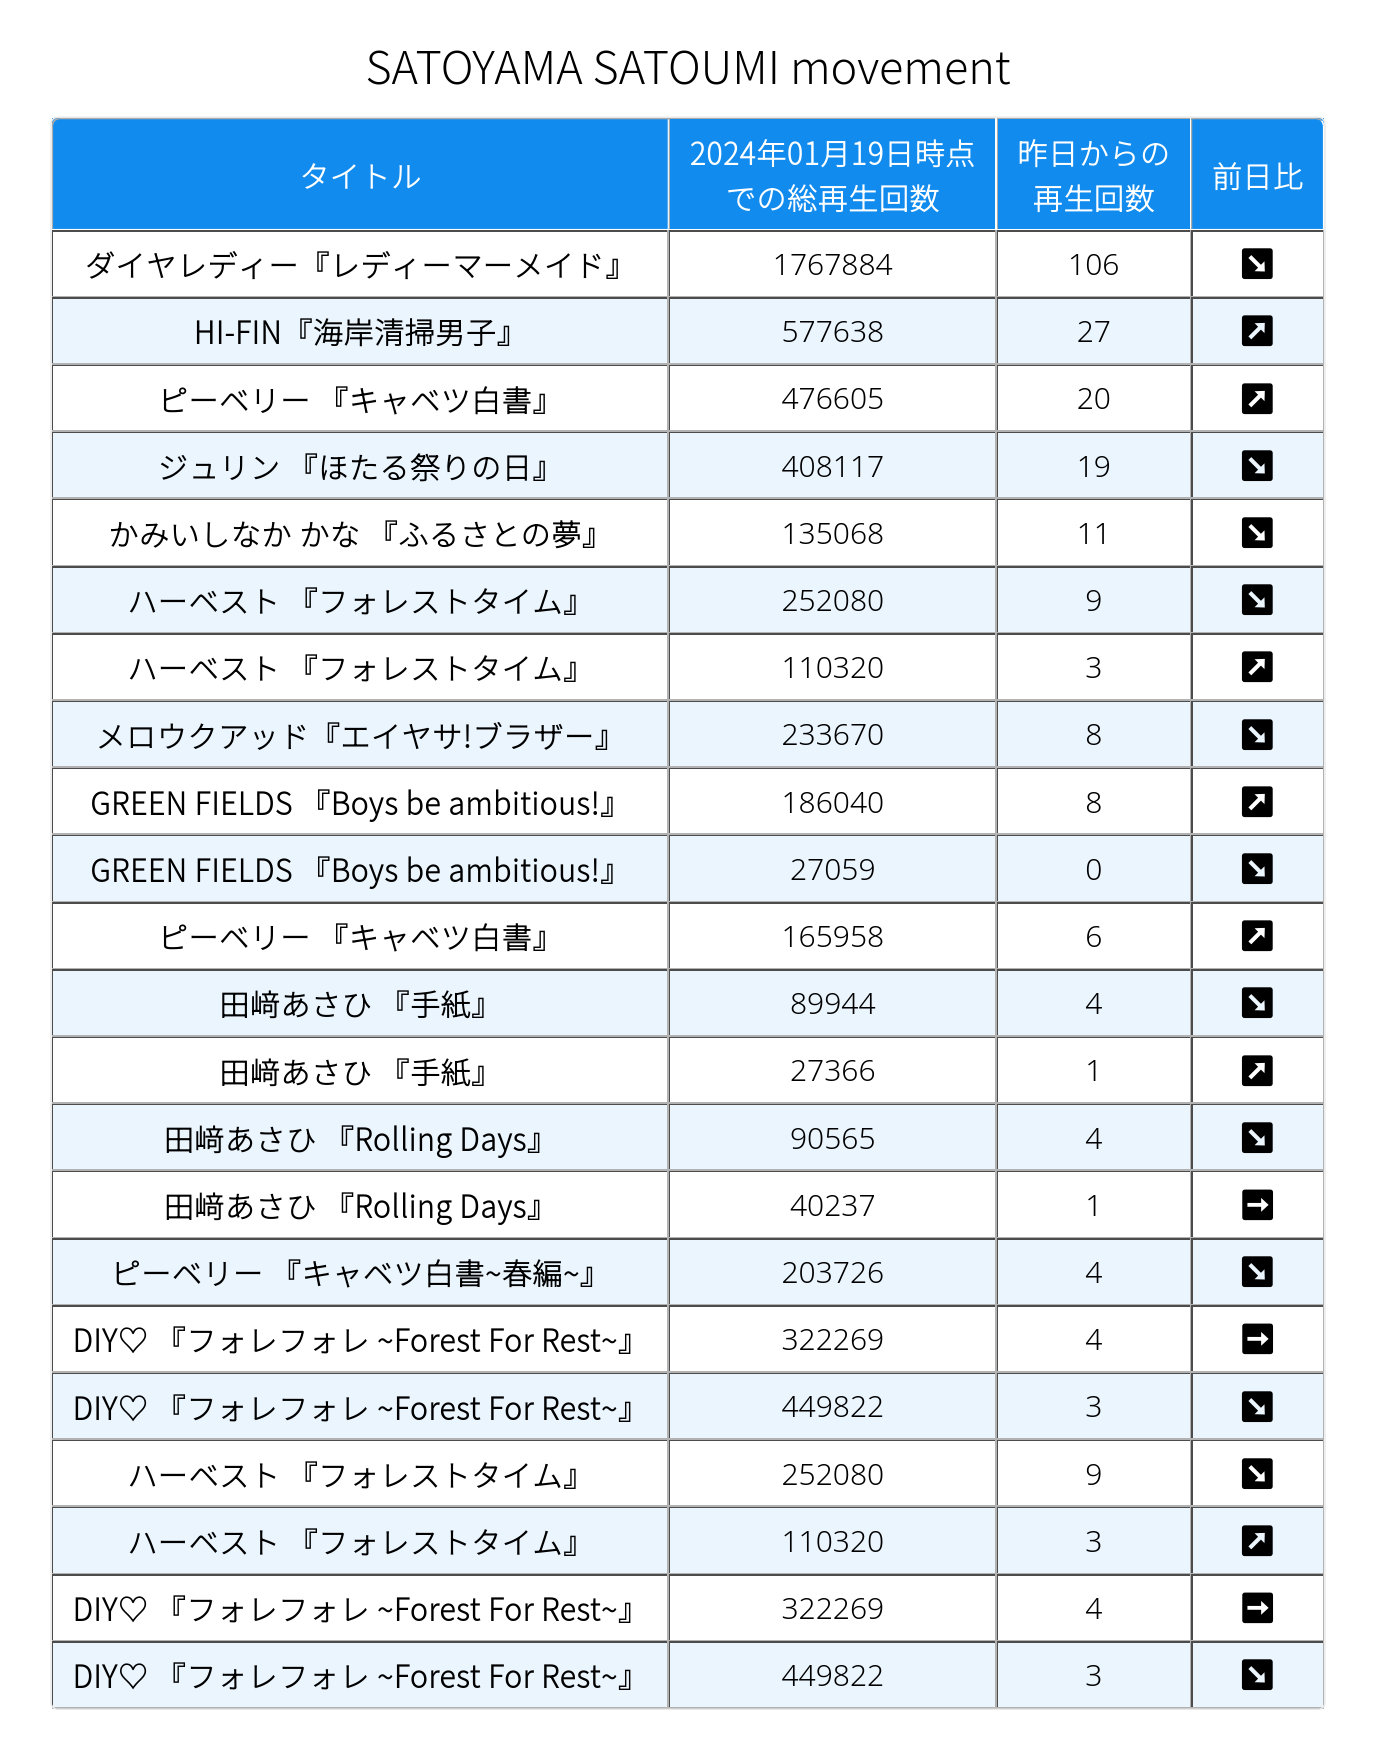 SATOYAMA SATOUMI movement
タイトル 2024年01月19日時点での総再生回数 昨日からの再生回数 前日比
ダイヤレディー『レディーマーメイド』 1767884 106 ↘
HI-FIN『海岸清掃男子』 577638 27 ↗
ピーベリー 『キャベツ白書』 476605 20 ↗
ジュリン 『ほたる祭りの日』 408117 19 ↘
かみいしなか かな 『ふるさとの夢』 135068 11 ↘
ハーベスト 『フォレストタイム』 252080 9 ↘
ハーベスト 『フォレストタイム』 110320 3 ↗
メロウクアッド『エイヤサ!ブラザー』 233670 8 ↘
GREEN FIELDS 『Boys be ambitious!』 186040 8 ↗
GREEN FIELDS 『Boys be ambitious!』 27059 0 ↘
ピーベリー 『キャベツ白書』 165958 6 ↗
田﨑あさひ 『手紙』 89944 4 ↘
田﨑あさひ 『手紙』 27366 1 ↗
田﨑あさひ 『Rolling Days』 90565 4 ↘
田﨑あさひ 『Rolling Days』 40237 1 →
ピーベリー 『キャベツ白書~春編~』 203726 4 ↘
DIY♡ 『フォレフォレ ~Forest For Rest~』 322269 4 →
DIY♡ 『フォレフォレ ~Forest For Rest~』 449822 3 ↘
ハーベスト 『フォレストタイム』 252080 9 ↘
ハーベスト 『フォレストタイム』 110320 3 ↗
DIY♡ 『フォレフォレ ~Forest For Rest~』 322269 4 →
DIY♡ 『フォレフォレ ~Forest For Rest~』 449822 3 ↘